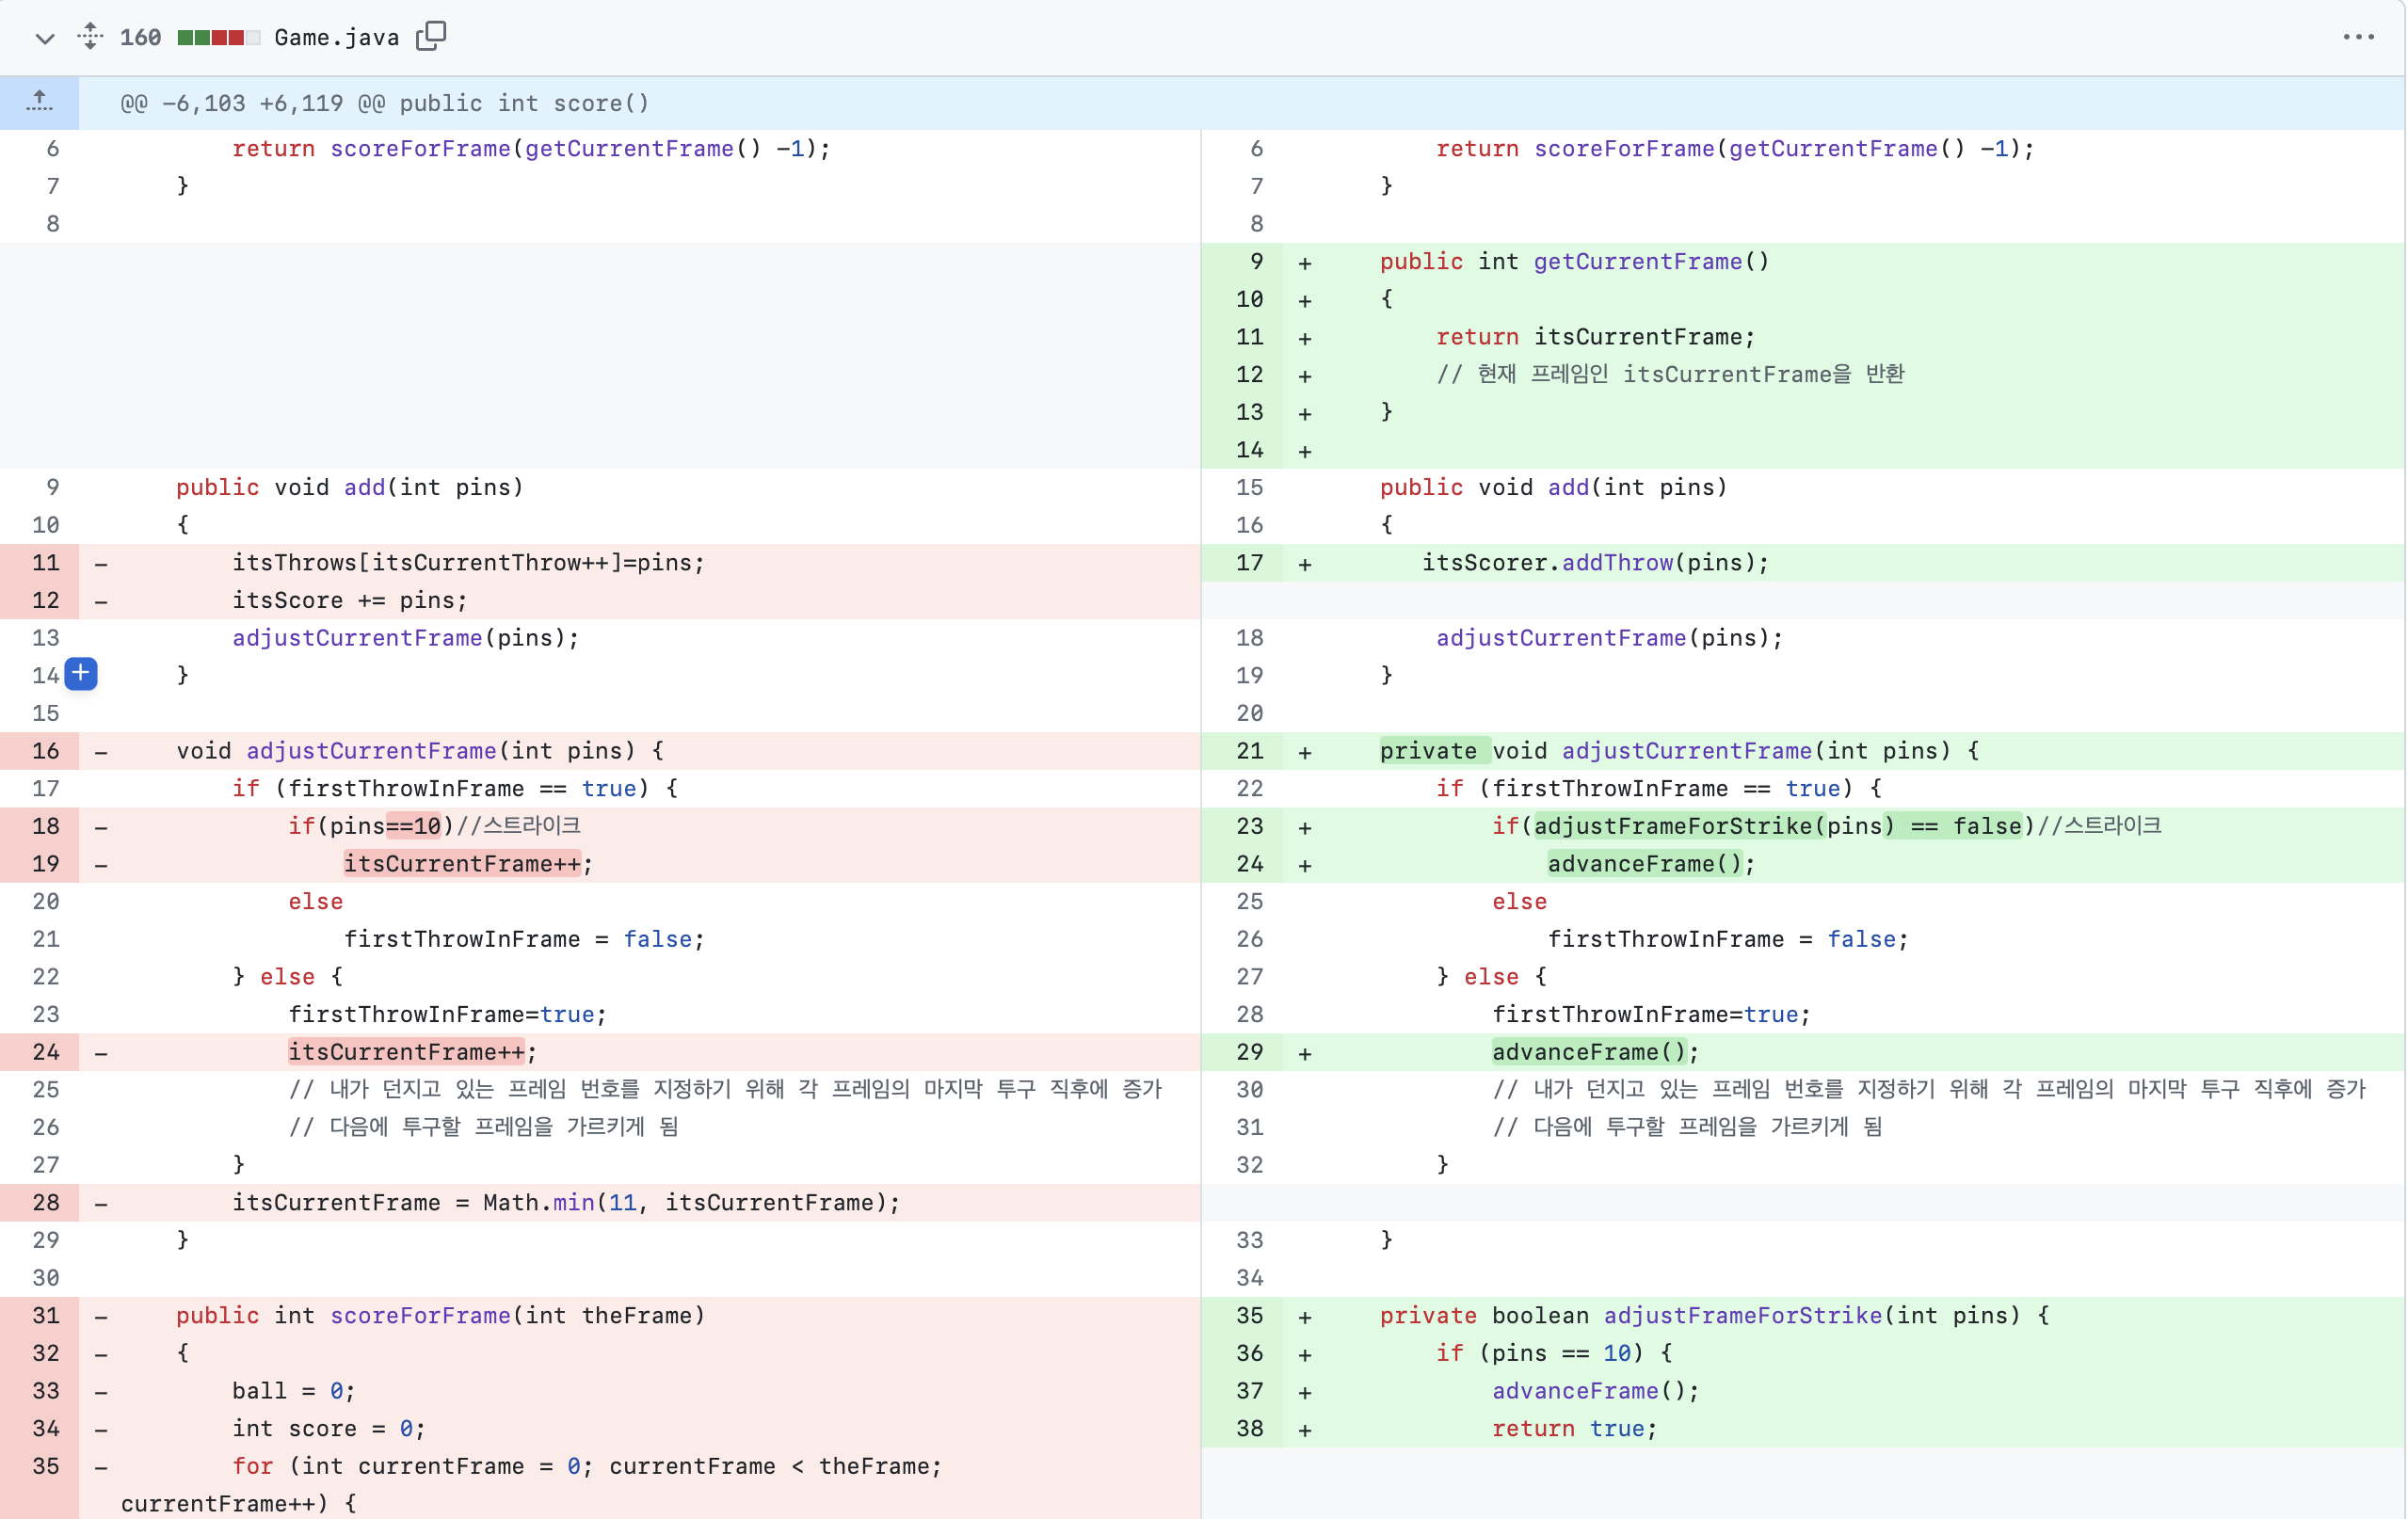 160 Game.java
@@ -6,103 +6,119 @@ public int score()
6 return scoreForFrame(getCurrentFrame() -1);
7 }
8
9 public void add(int pins)
10 {
11 - itsThrows[itsCurrentThrow++]=pins;
12 - itsScore += pins;
13 adjustCurrentFrame(pins);
14 }
15
16 - void adjustCurrentFrame(int pins) {
17 if (firstThrowInFrame == true) {
18 - if(pins==10)//스트라이크
19 - itsCurrentFrame++;
20 else
21 firstThrowInFrame = false;
22 } else {
23 firstThrowInFrame=true;
24 - itsCurrentFrame++;
25 // 내가 던지고 있는 프레임 번호를 지정하기 위해 각 프레임의 마지막 투구 직후에 증가
26 // 다음에 투구할 프레임을 가르키게 됨
27 }
28 - itsCurrentFrame = Math.min(11, itsCurrentFrame);
29 }
30
31 - public int scoreForFrame(int theFrame)
32 - {
33 - ball = 0;
34 - int score = 0;
35 - for (int currentFrame = 0; currentFrame < theFrame;
currentFrame++) {
6 return scoreForFrame(getCurrentFrame() -1);
7 }
8
9 + public int getCurrentFrame()
10 + {
11 + return itsCurrentFrame;
12 + // 현재 프레임인 itsCurrentFrame을 반환
13 + }
14 +
15 public void add(int pins)
16 {
17 + itsScorer.addThrow(pins);
18 adjustCurrentFrame(pins);
19 }
20
21 + private void adjustCurrentFrame(int pins) {
22 if (firstThrowInFrame == true) {
23 + if(adjustFrameForStrike(pins) == false)//스트라이크
24 + advanceFrame();
25 else
26 firstThrowInFrame = false;
27 } else {
28 firstThrowInFrame=true;
29 + advanceFrame();
30 // 내가 던지고 있는 프레임 번호를 지정하기 위해 각 프레임의 마지막 투구 직후에 증가
31 // 다음에 투구할 프레임을 가르키게 됨
32 }
33 }
34
35 + private boolean adjustFrameForStrike(int pins) {
36 + if (pins == 10) {
37 + advanceFrame();
38 + return true;